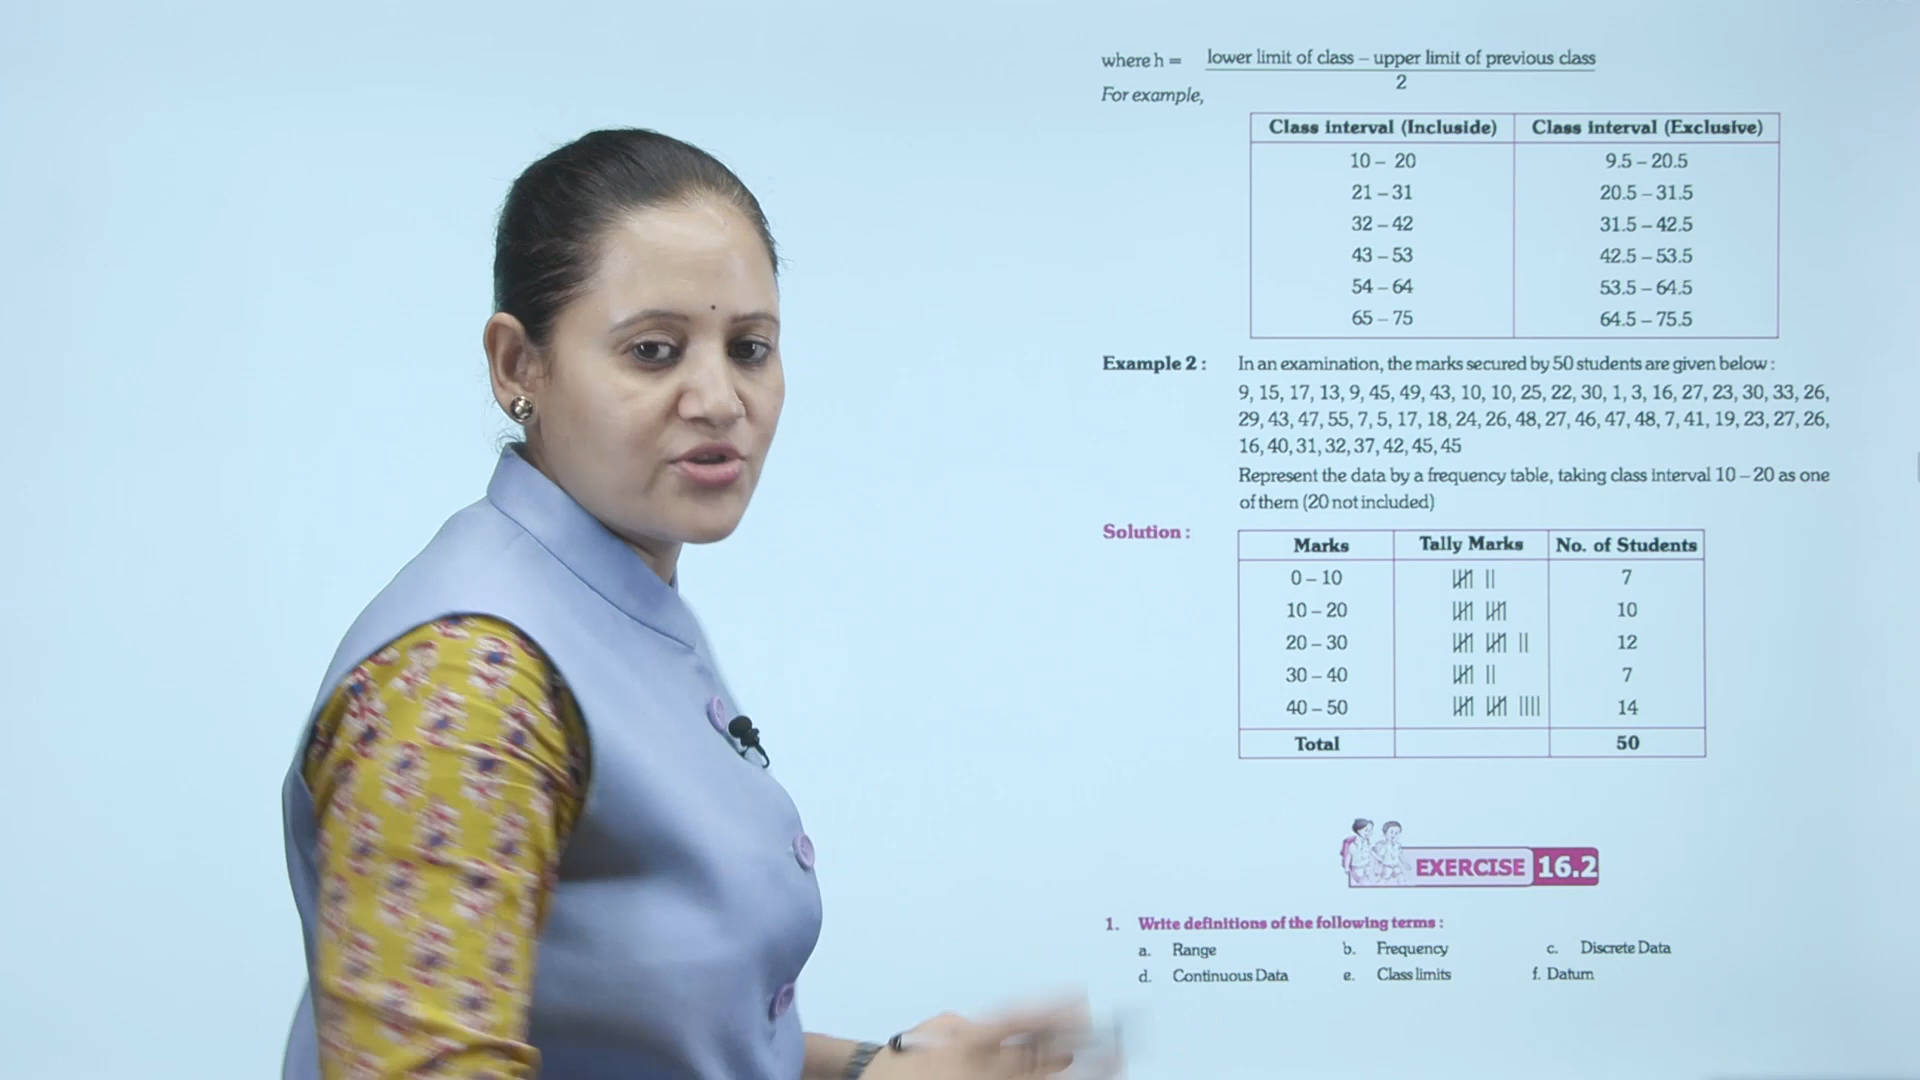 where h = lower limit of class – upper limit of previous class
2
For example,
Class interval (Incluside) Class interval (Exclusive)
10 – 20 9.5 – 20.5
21 – 31 20.5 – 31.5
32 – 42 31.5 – 42.5
43 – 53 42.5 – 53.5
54 – 64 53.5 – 64.5
65 – 75 64.5 – 75.5
Example 2 : In an examination, the marks secured by 50 students are given below :
9, 15, 17, 13, 9, 45, 49, 43, 10, 10, 25, 22, 30, 1, 3, 16, 27, 23, 30, 33, 26,
29, 43, 47, 55, 7, 5, 17, 18, 24, 26, 48, 27, 46, 47, 48, 7, 41, 19, 23, 27, 26,
16, 40, 31, 32, 37, 42, 45, 45
Represent the data by a frequency table, taking class interval 10 – 20 as one
of them (20 not included)
Solution :
Marks Tally Marks No. of Students
0 – 10 7
10 – 20 10
20 – 30 12
30 – 40 7
40 – 50 14
Total 50
EXERCISE 16.2
1. Write definitions of the following terms :
a. Range b. Frequency c. Discrete Data
d. Continuous Data e. Class limits f. Datum